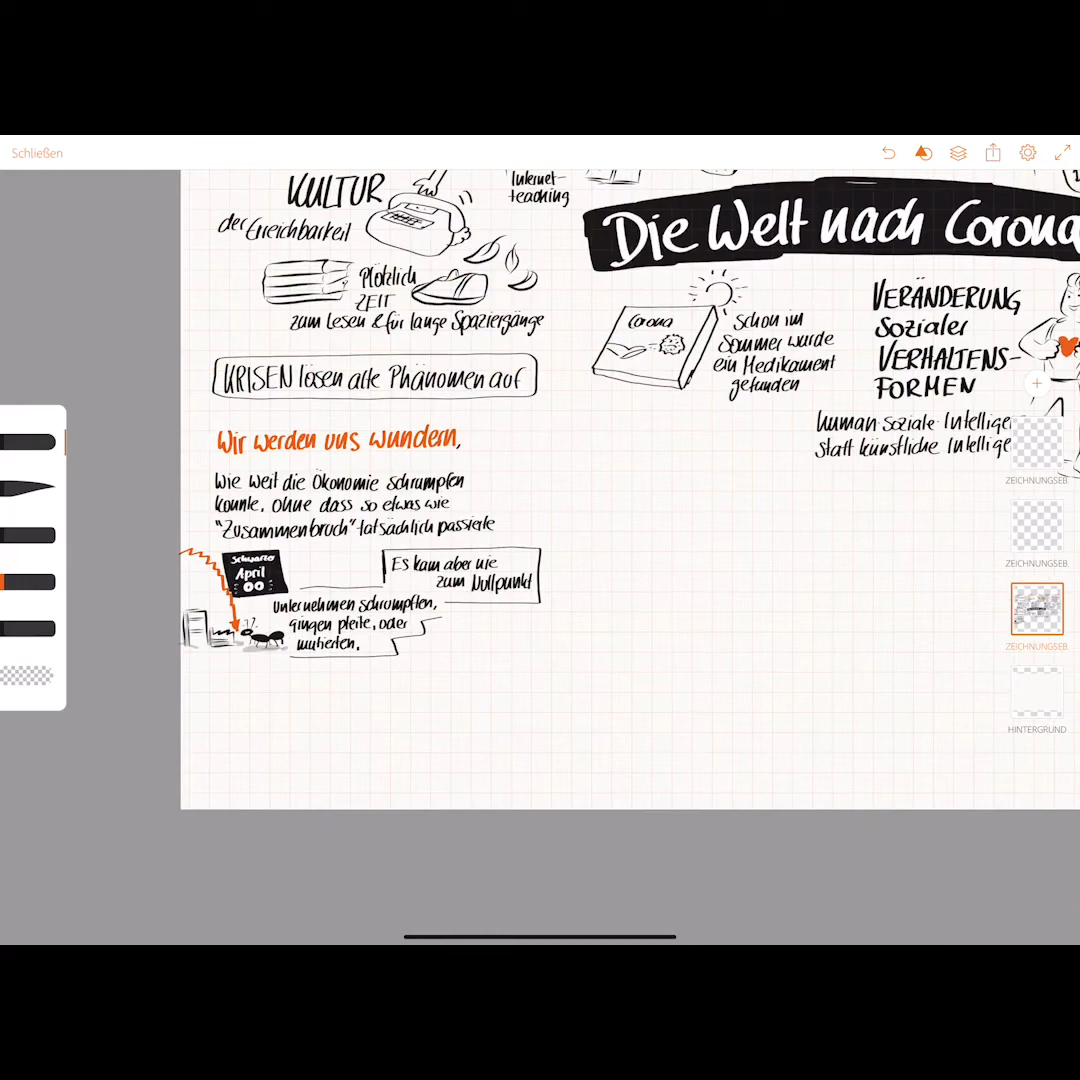 Schließen
KULTUR
der Erreichbarkeit
Internet-
teaching
Plötzlich
ZEIT
zum Lesen & für lange Spaziergänge
KRISEN lösen alte Phänomen auf
Wir werden uns wundern,
Wie weit die Ökonomie schrumpfen
konnte, ohne dass so etwas wie
"Zusammenbruch" tatsächlich passierte
Schwarzer
April
Es kam aber nie
zum Nullpunkt
Unternehmen schrumpften,
gingen pleite, oder
mutierten.
Die Welt nach Corona
Corona
Schon im
Sommer wurde
ein Medikament
gefunden
VERÄNDERUNG
Sozialer
VERHALTENS-
FORMEN
human-soziale-Intellige
statt künstliche Intellige
ZEICHNUNGSEB.
ZEICHNUNGSEB.
ZEICHNUNGSEB.
HINTERGRUND